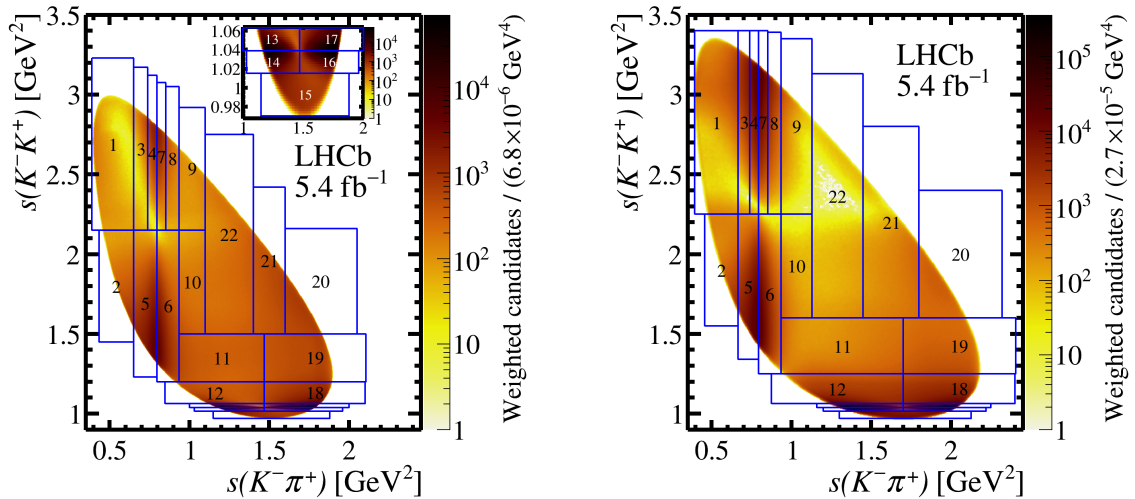 3.5
3
2.5
2
1.5
1
s(K⁻K⁺) [GeV²]
0.5 1 1.5 2
s(K⁻π⁺) [GeV²]
1.06
1.04
1.02
1
0.98
1 1.5 2
13 17
14 16
15
10⁴
10³
10²
10
1
LHCb
5.4 fb⁻¹
1 3 4 7 8 9
22
21
20
2 5 6 10
11 19
12 18
10⁴
10³
10²
10
1
Weighted candidates / (6.8×10⁻⁶ GeV⁴)
3.5
3
2.5
2
1.5
1
s(K⁻K⁺) [GeV²]
0.5 1 1.5 2
s(K⁻π⁺) [GeV²]
LHCb
5.4 fb⁻¹
1 3 4 7 8 9
22
21
20
2 5 6 10
11 19
12 18
10⁵
10⁴
10³
10²
10
1
Weighted candidates / (2.7×10⁻⁵ GeV⁴)